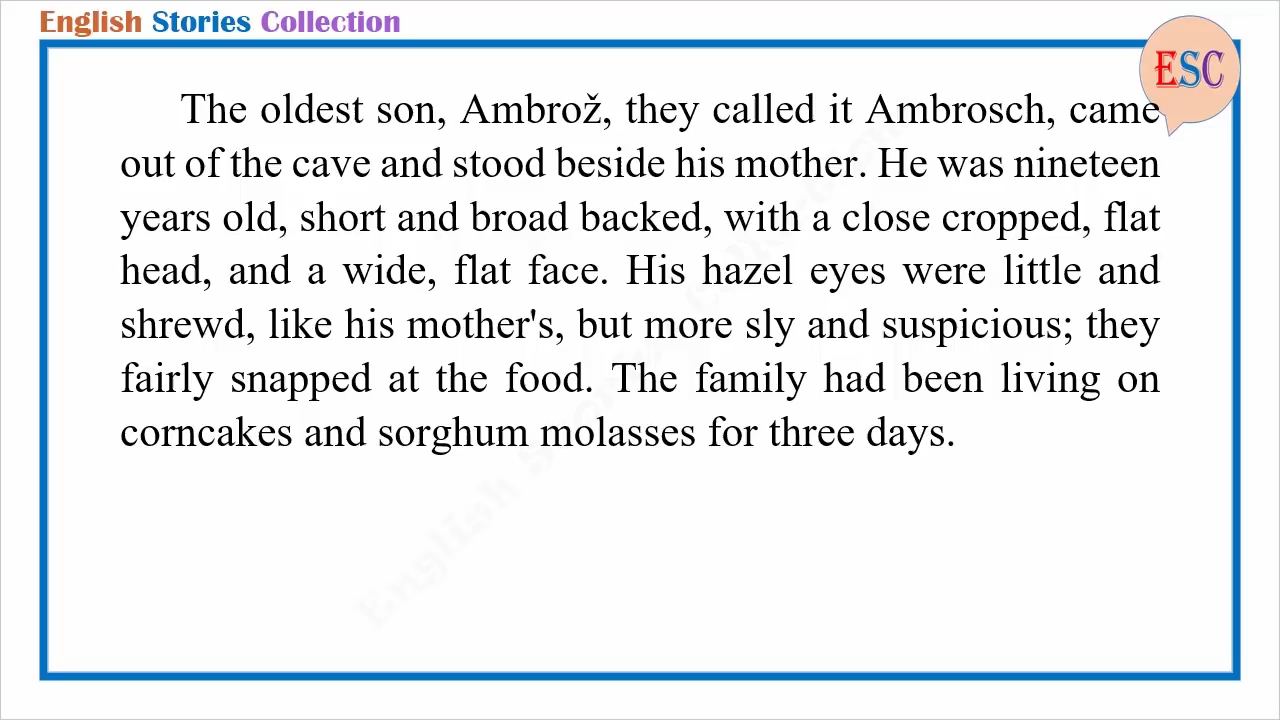 English Stories Collection
ESC
The oldest son, Ambrož, they called it Ambrosch, came
out of the cave and stood beside his mother. He was nineteen
years old, short and broad backed, with a close cropped, flat
head, and a wide, flat face. His hazel eyes were little and
shrewd, like his mother's, but more sly and suspicious; they
fairly snapped at the food. The family had been living on
corncakes and sorghum molasses for three days.